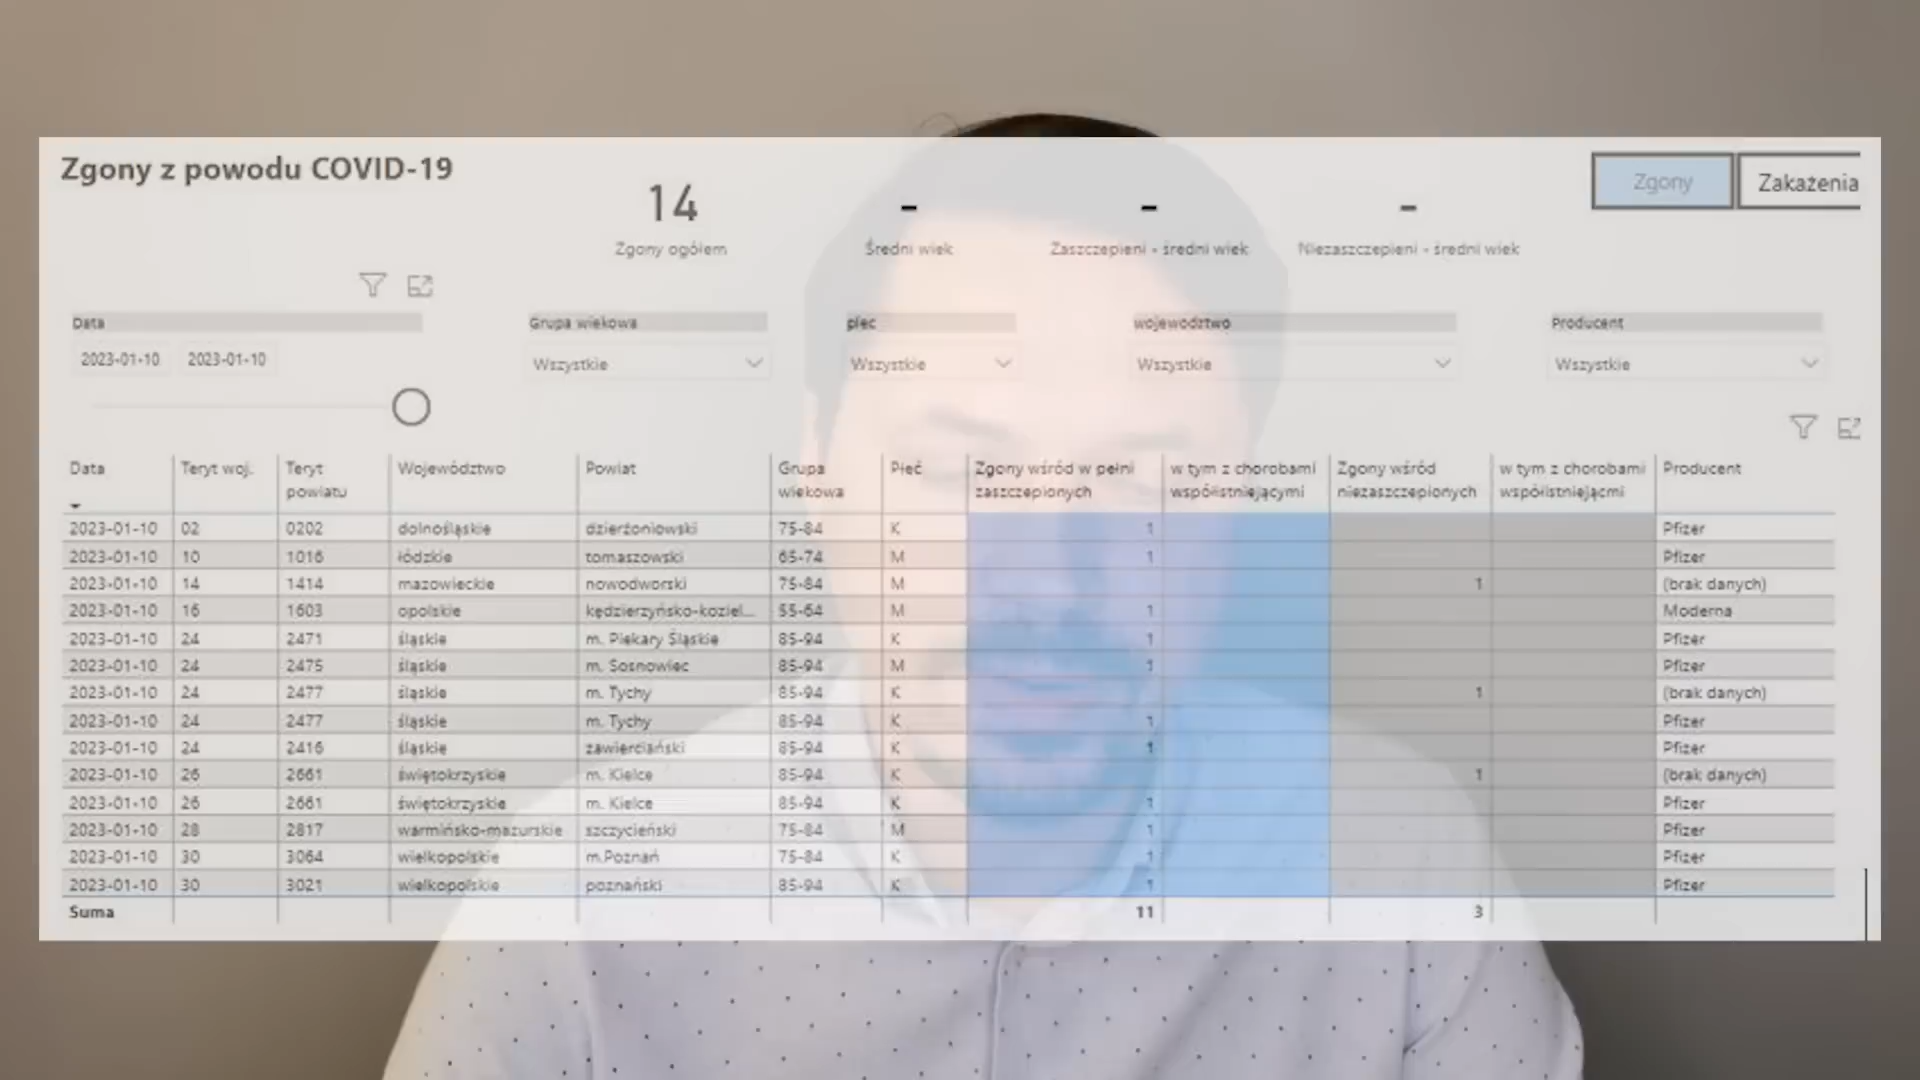 Zgony z powodu COVID-19
14
Zgony ogółem
-
Średni wiek
-
Zaszczepieni - średni wiek
-
Niezaszczepieni - średni wiek
Zgony
Zakażenia
Data
2023-01-10 2023-01-10
Grupa wiekowa
Wszystkie
plec
Wszystkie
wojewodztwo
Wszystkie
Producent
Wszystkie
Data Teryt woj. Teryt powiatu Województwo Powiat Grupa wiekowa Płeć Zgony wśród w pełni zaszczepionych w tym z chorobami współistniejącymi Zgony wśród niezaszczepionych w tym z chorobami współistniejącmi Producent
2023-01-10 02 0202 dolnośląskie dzierżoniowski 75-84 K 1 Pfizer
2023-01-10 10 1016 łódzkie tomaszowski 65-74 M 1 Pfizer
2023-01-10 14 1414 mazowieckie nowodworski 75-84 M 1 (brak danych)
2023-01-10 16 1603 opolskie kędzierzyńsko-koziel... 55-64 M 1 Moderna
2023-01-10 24 2471 śląskie m. Piekary Śląskie 85-94 K 1 Pfizer
2023-01-10 24 2475 śląskie m. Sosnowiec 85-94 M 1 Pfizer
2023-01-10 24 2477 śląskie m. Tychy 85-94 K 1 (brak danych)
2023-01-10 24 2477 śląskie m. Tychy 85-94 K 1 Pfizer
2023-01-10 24 2416 śląskie zawierciański 85-94 K 1 Pfizer
2023-01-10 26 2661 świętokrzyskie m. Kielce 85-94 K 1 (brak danych)
2023-01-10 26 2661 świętokrzyskie m. Kielce 85-94 K 1 Pfizer
2023-01-10 28 2817 warmińsko-mazurskie szczycieński 75-84 M 1 Pfizer
2023-01-10 30 3064 wielkopolskie m.Poznań 75-84 K 1 Pfizer
2023-01-10 30 3021 wielkopolskie poznański 85-94 K 1 Pfizer
Suma 11 3